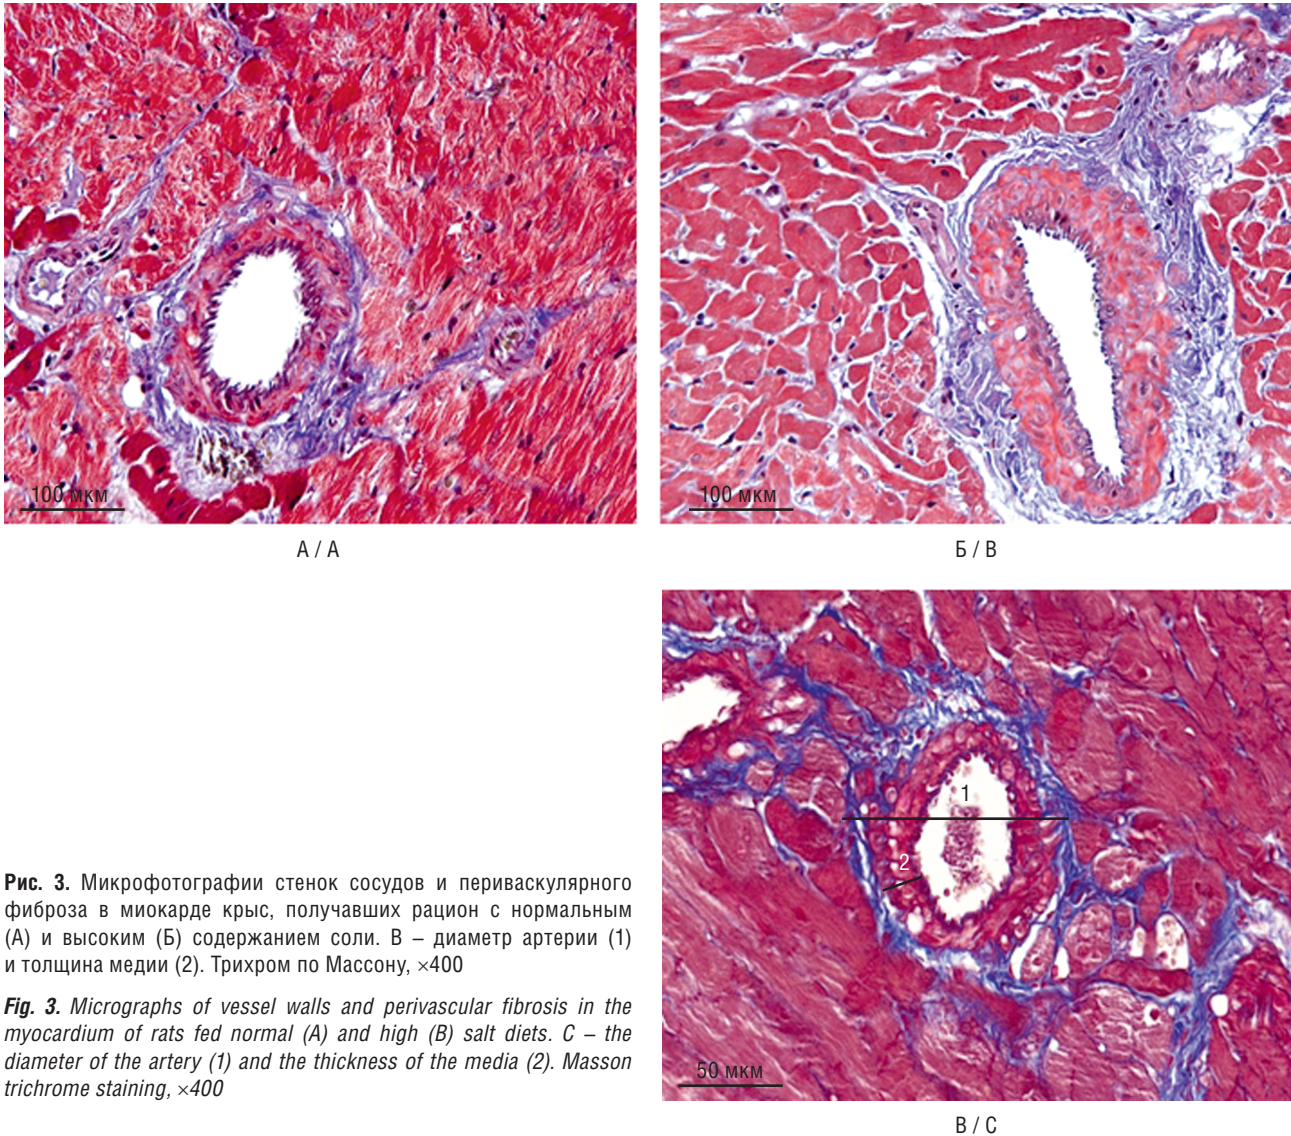 100 мкм
100 мкм
А / A
Б / B
1
2
50 мкм
Рис. 3. Микрофотографии стенок сосудов и периваскулярного
фиброза в миокарде крыс, получавших рацион с нормальным
(А) и высоким (Б) содержанием соли. В – диаметр артерии (1)
и толщина медии (2). Трихром по Массону, ×400
Fig. 3. Micrographs of vessel walls and perivascular fibrosis in the
myocardium of rats fed normal (A) and high (B) salt diets. C – the
diameter of the artery (1) and the thickness of the media (2). Masson
trichrome staining, ×400
В / C